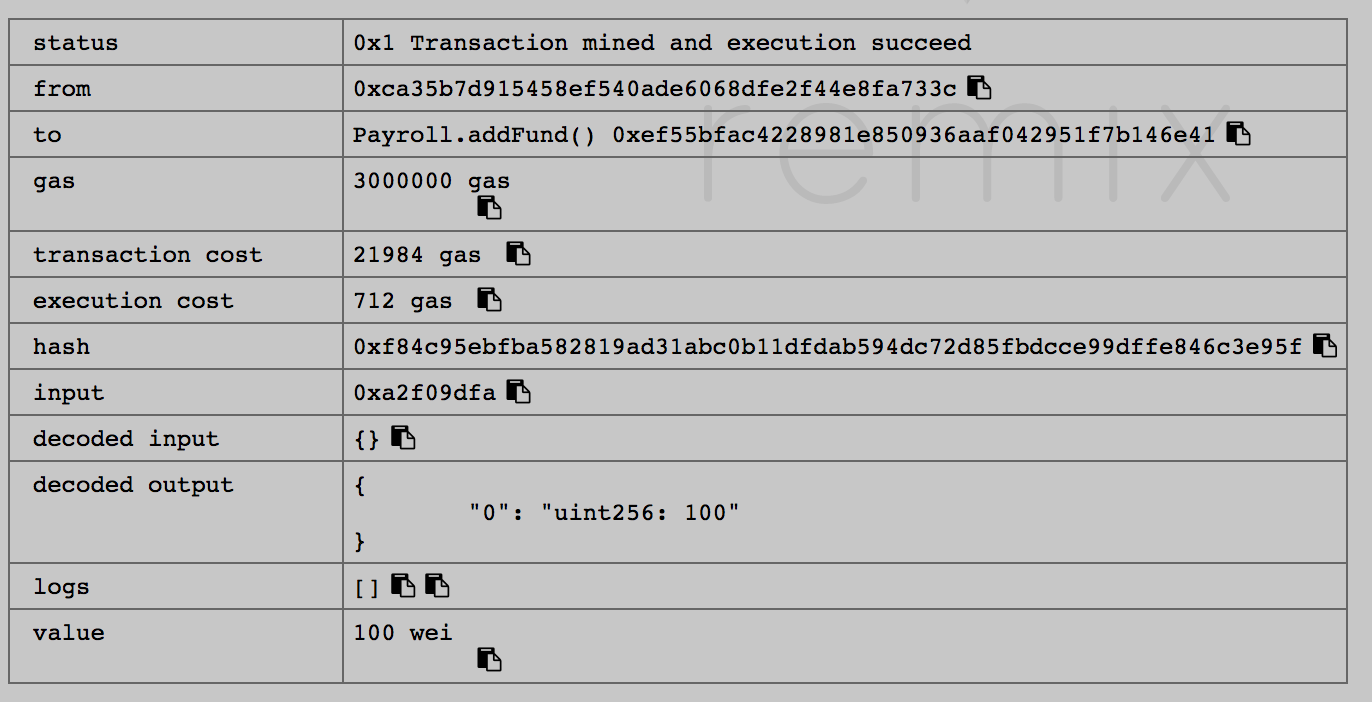 status 0x1 Transaction mined and execution succeed
from 0xca35b7d915458ef540ade6068dfe2f44e8fa733c
to Payroll.addFund() 0xef55bfac4228981e850936aaf042951f7b146e41
gas 3000000 gas
transaction cost 21984 gas
execution cost 712 gas
hash 0xf84c95ebfba582819ad31abc0b11dfdab594dc72d85fbdcce99dffe846c3e95f
input 0xa2f09dfa
decoded input {}
decoded output {
"0": "uint256: 100"
}
logs []
value 100 wei
remix